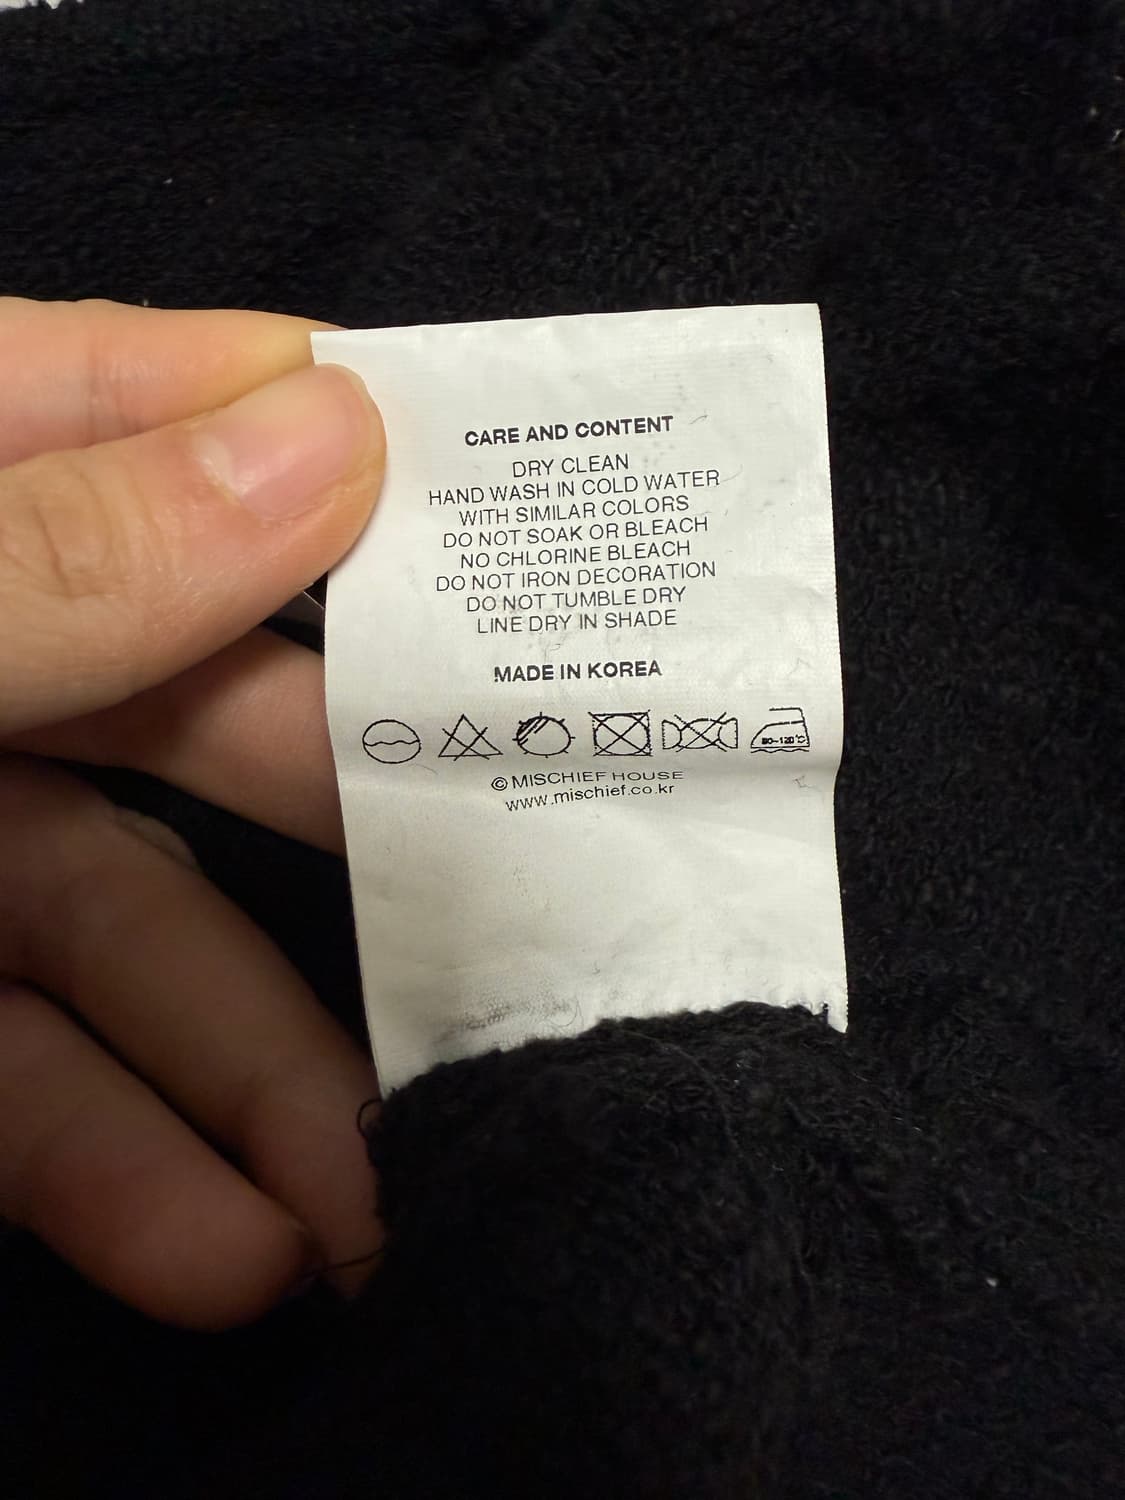 CARE AND CONTENT
DRY CLEAN
HAND WASH IN COLD WATER
WITH SIMILAR COLORS
DO NOT SOAK OR BLEACH
NO CHLORINE BLEACH
DO NOT IRON DECORATION
DO NOT TUMBLE DRY
LINE DRY IN SHADE
MADE IN KOREA
80~120℃
© MISCHIEF HOUSE
www.mischief.co.kr